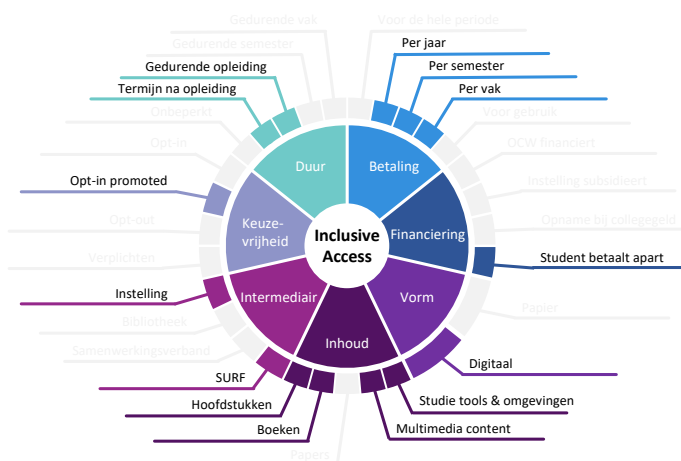 Gedurende vak
Voor de hele periode
Gedurende semester
Per jaar
Gedurende opleiding
Per semester
Termijn na opleiding
Per vak
Onbeperkt
Voor gebruik
Opt-in
OCW financiert
Opt-in promoted
Instelling subsidieert
Opt-out
Opname bij collegegeld
Verplichten
Student betaalt apart
Instelling
Papier
Bibliotheek
Samenwerkingsverband
Digitaal
SURF
Studie tools & omgevingen
Hoofdstukken
Multimedia content
Boeken
Papers
Duur
Betaling
Keuze-
vrijheid
Financiering
Intermediair
Vorm
Inhoud
Inclusive
Access